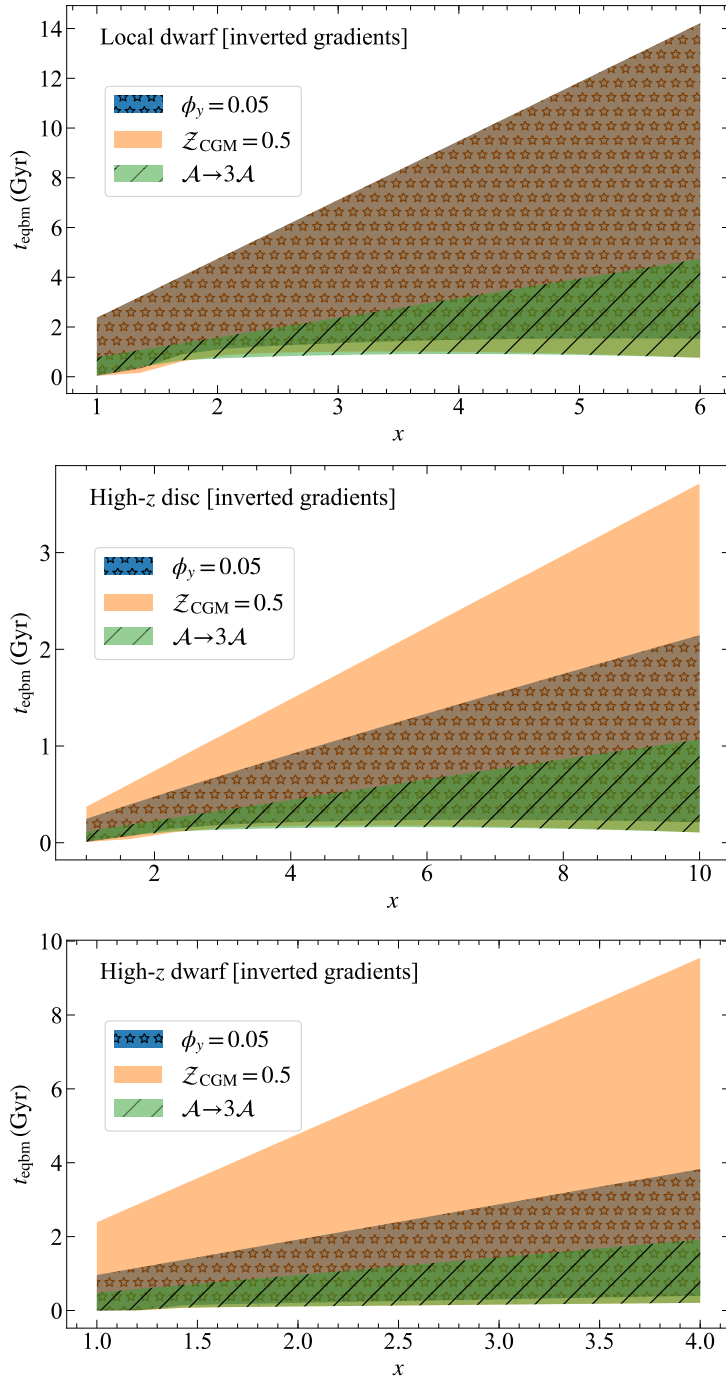 Local dwarf [inverted gradients]
ϕ_y = 0.05
𝒵_CGM = 0.5
𝒜 → 3𝒜
t_eqbm (Gyr)
14
12
10
8
6
4
2
0
1 2 3 4 5 6
x
High-z disc [inverted gradients]
ϕ_y = 0.05
𝒵_CGM = 0.5
𝒜 → 3𝒜
t_eqbm (Gyr)
3
2
1
0
2 4 6 8 10
x
High-z dwarf [inverted gradients]
ϕ_y = 0.05
𝒵_CGM = 0.5
𝒜 → 3𝒜
t_eqbm (Gyr)
10
8
6
4
2
0
1.0 1.5 2.0 2.5 3.0 3.5 4.0
x